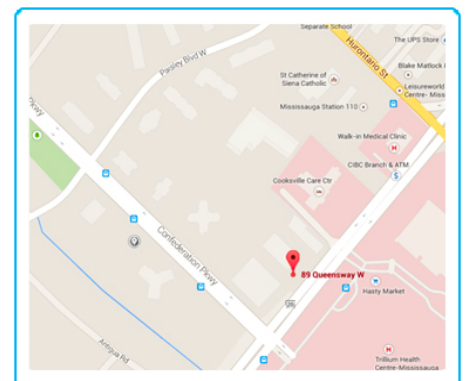 Separate School
The UPS Store
Hurontario St
Paisley Blvd W
Blake Matlock
St Catherine of
Siena Catholic
Leisureworld
Centre- Miss
Mississauga Station 110
Pkwy
Walk-in Medical Clinic
CIBC Branch & ATM
Cooksville Care Ctr
Confederation Pkwy
89 Queensway W
Hasty Market
Antigua Rd
Trillium Health
Centre-Mississauga